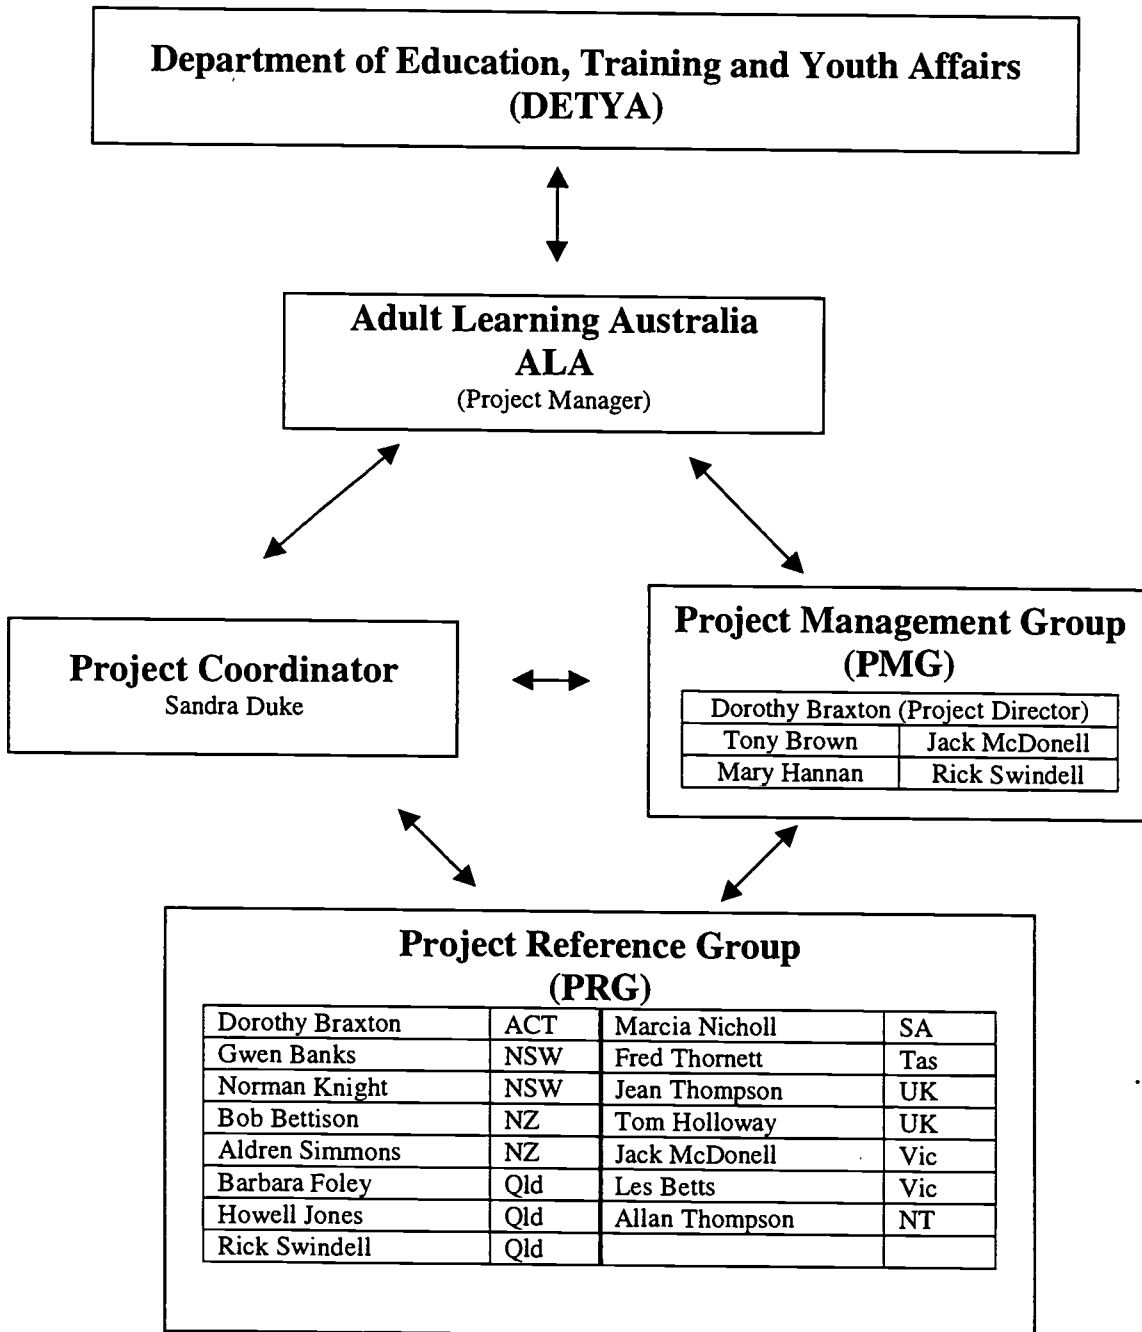 Department of Education, Training and Youth Affairs
(DETYA)
Adult Learning Australia
ALA
(Project Manager)
Project Coordinator
Sandra Duke
Project Management Group
(PMG)
Dorothy Braxton (Project Director)
Tony Brown Jack McDonell
Mary Hannan Rick Swindell
Project Reference Group
(PRG)
Dorothy Braxton ACT Marcia Nicholl SA
Gwen Banks NSW Fred Thornett Tas
Norman Knight NSW Jean Thompson UK
Bob Bettison NZ Tom Holloway UK
Aldren Simmons NZ Jack McDonell Vic
Barbara Foley Qld Les Betts Vic
Howell Jones Qld Allan Thompson NT
Rick Swindell Qld